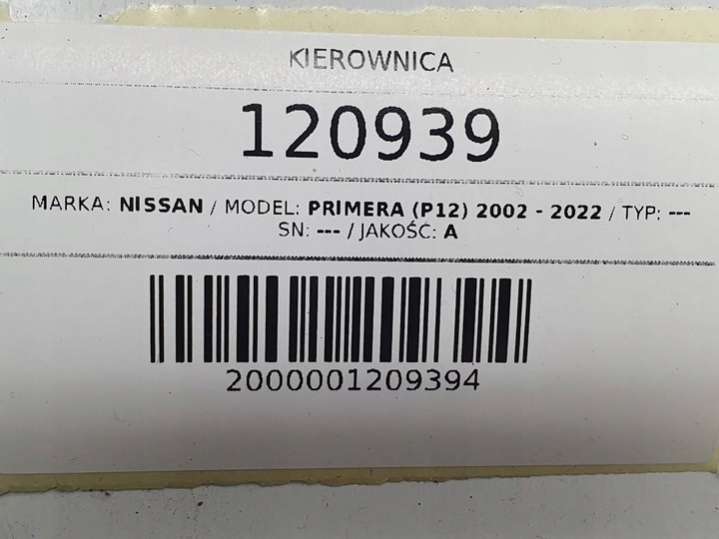 KIEROWNICA
120939
MARKA: NISSAN / MODEL: PRIMERA (P12) 2002 - 2022 / TYP: ---
SN: --- / JAKOŚĆ: A
2000001209394